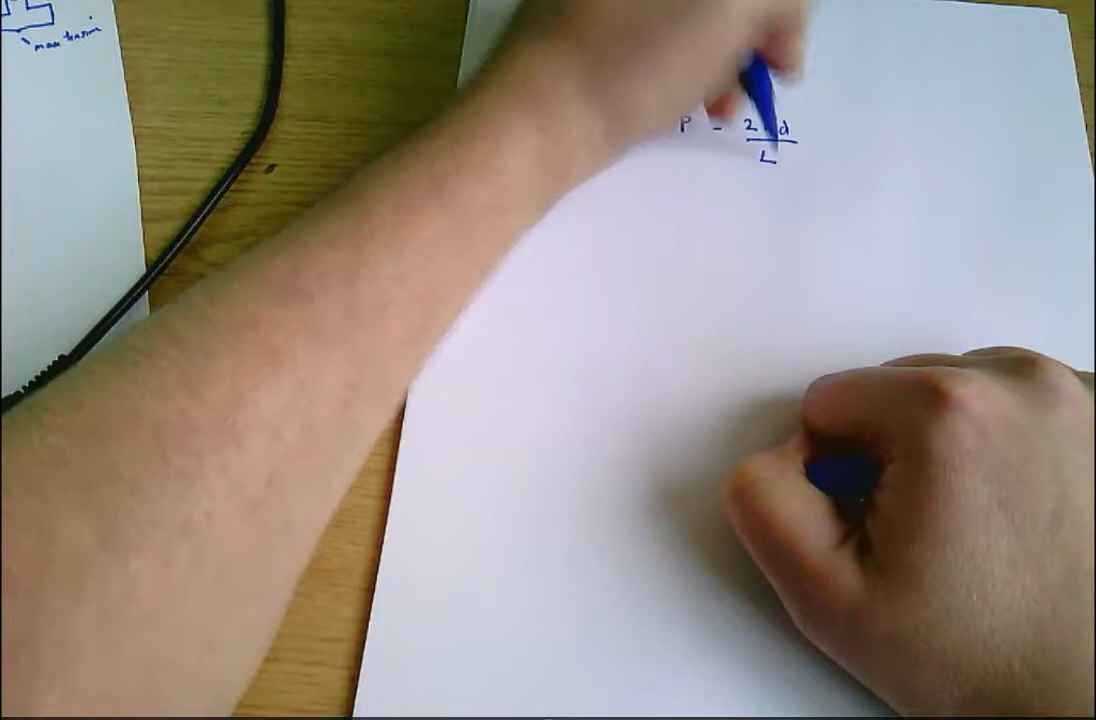 max tension
P = 2 d
L